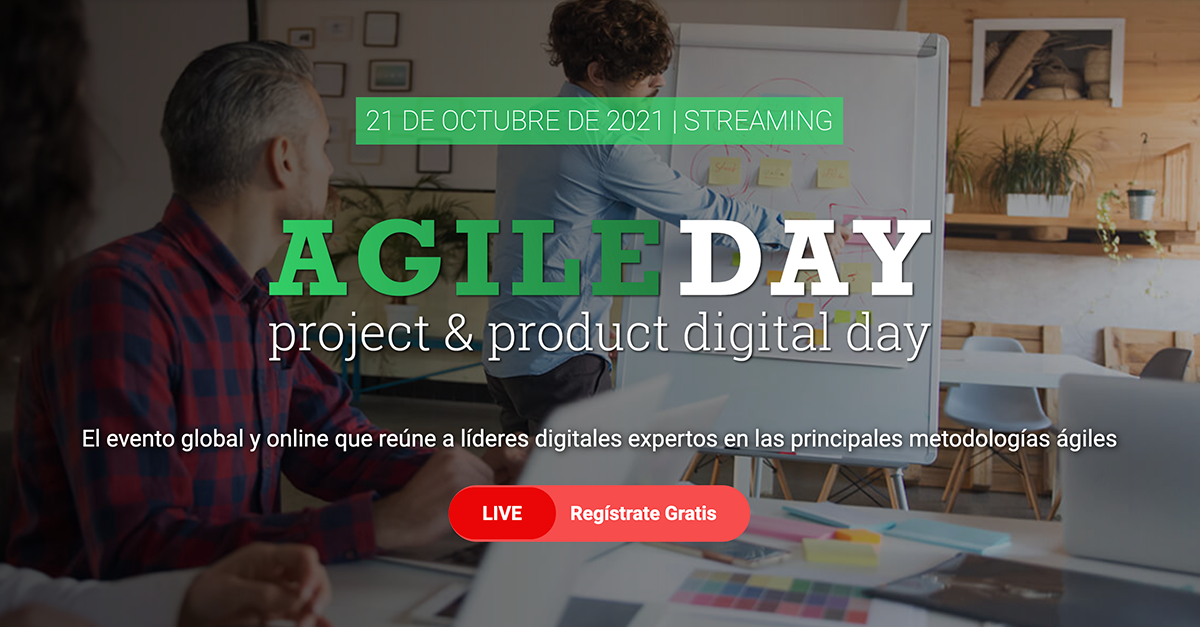 21 DE OCTUBRE DE 2021 | STREAMING
AGILEDAY
project & product digital day
El evento global y online que reúne a líderes digitales expertos en las principales metodologías ágiles
LIVE Regístrate Gratis